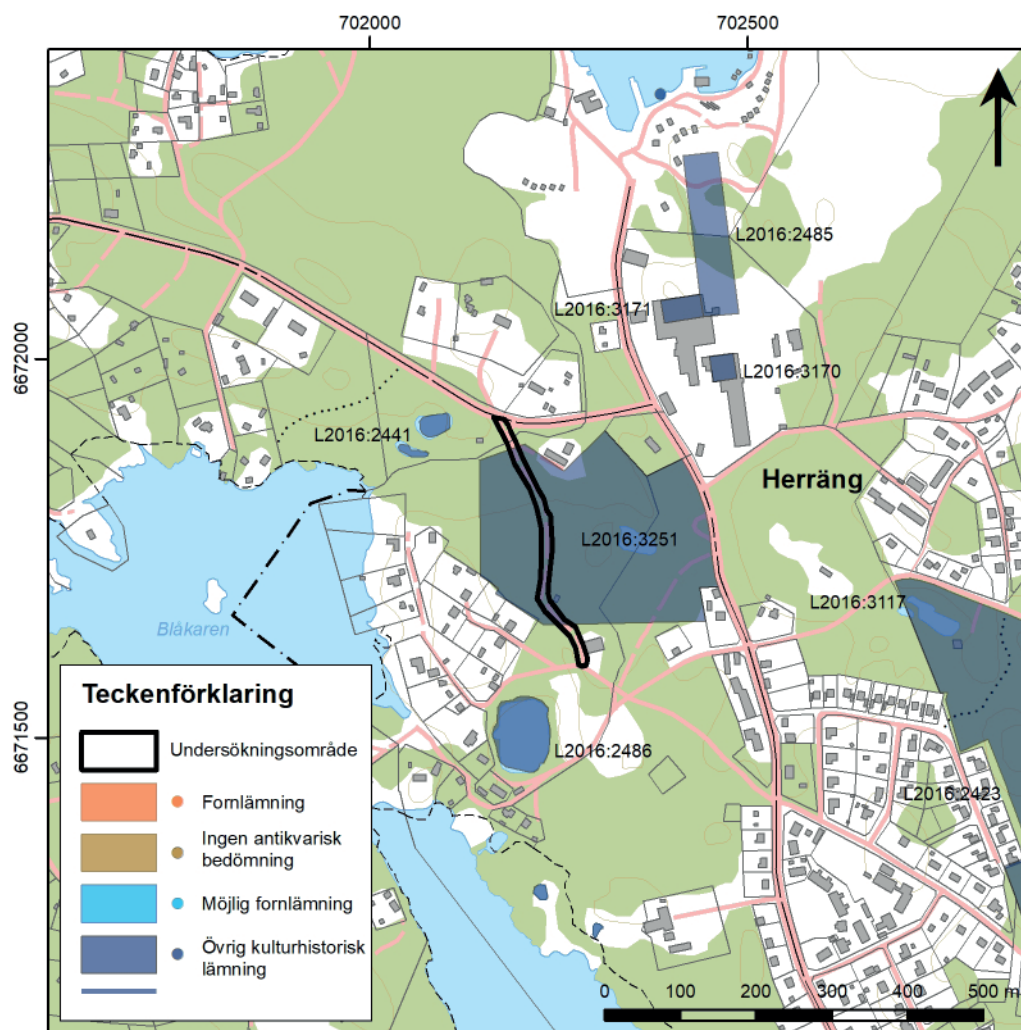 702000
702500
6672000
6671500
L2016:2485
L2016:3171
L2016:3170
L2016:2441
Herräng
L2016:3251
L2016:3117
Blåkaren
L2016:2486
L2016:2423
Teckenförklaring
Undersökningsområde
Fornlämning
Ingen antikvarisk
bedömning
Möjlig fornlämning
Övrig kulturhistorisk
lämning
0 100 200 300 400 500 m